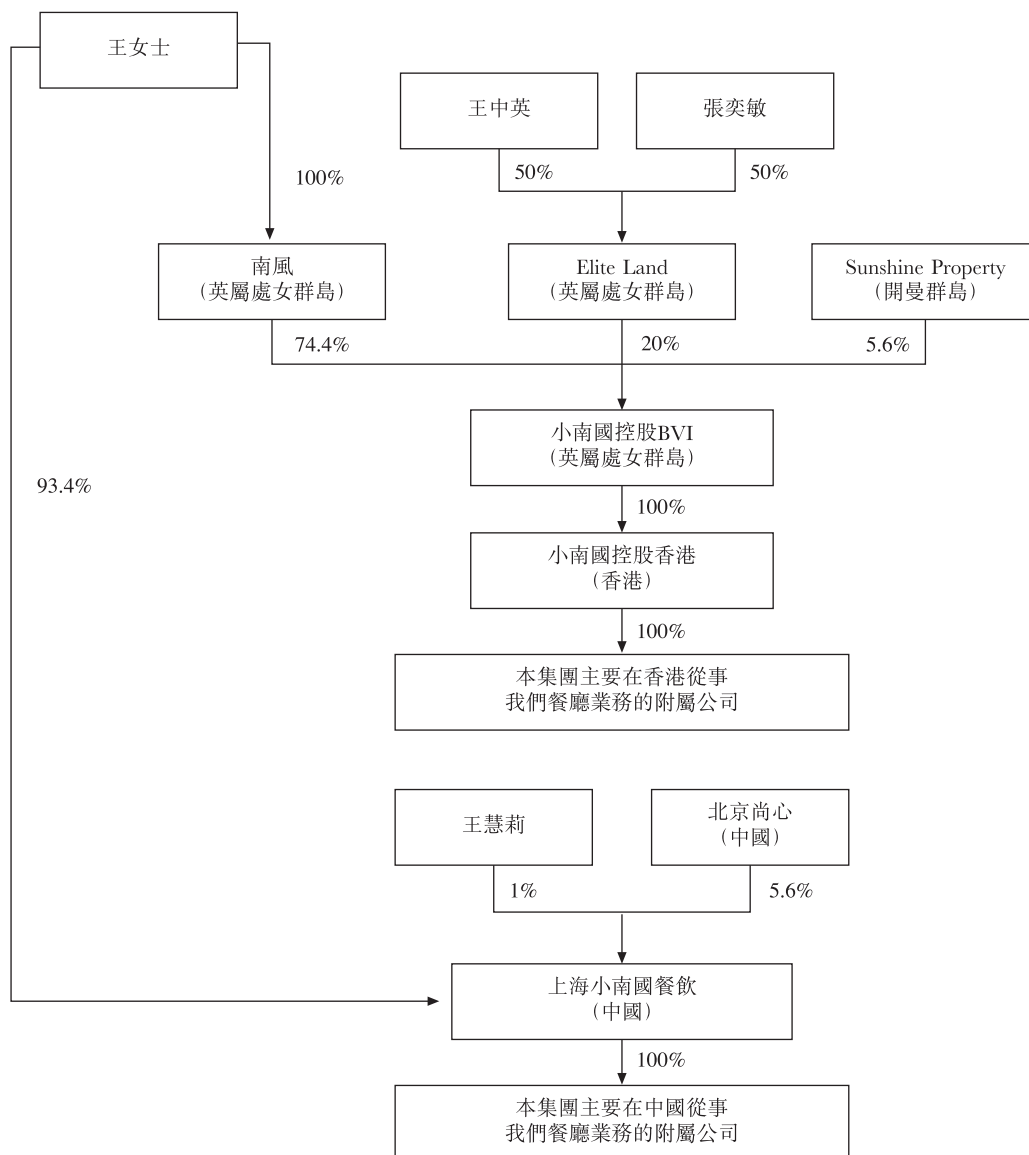 王女士
王中英
張奕敏
100%
50%
50%
南風
（英屬處女群島）
Elite Land
（英屬處女群島）
Sunshine Property
（開曼群島）
74.4%
20%
5.6%
小南國控股BVI
（英屬處女群島）
93.4%
100%
小南國控股香港
（香港）
100%
本集團主要在香港從事
我們餐廳業務的附屬公司
王慧莉
北京尚心
（中國）
1%
5.6%
上海小南國餐飲
（中國）
100%
本集團主要在中國從事
我們餐廳業務的附屬公司